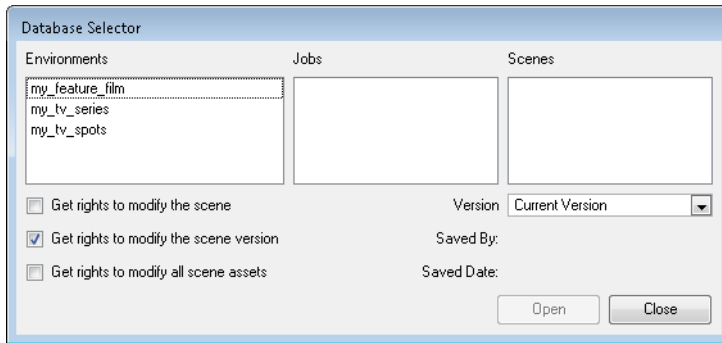 Database Selector
Environments Jobs Scenes
my_feature_film
my_tv_series
my_tv_spots
Get rights to modify the scene Version Current Version
Get rights to modify the scene version Saved By:
Get rights to modify all scene assets Saved Date:
Open Close